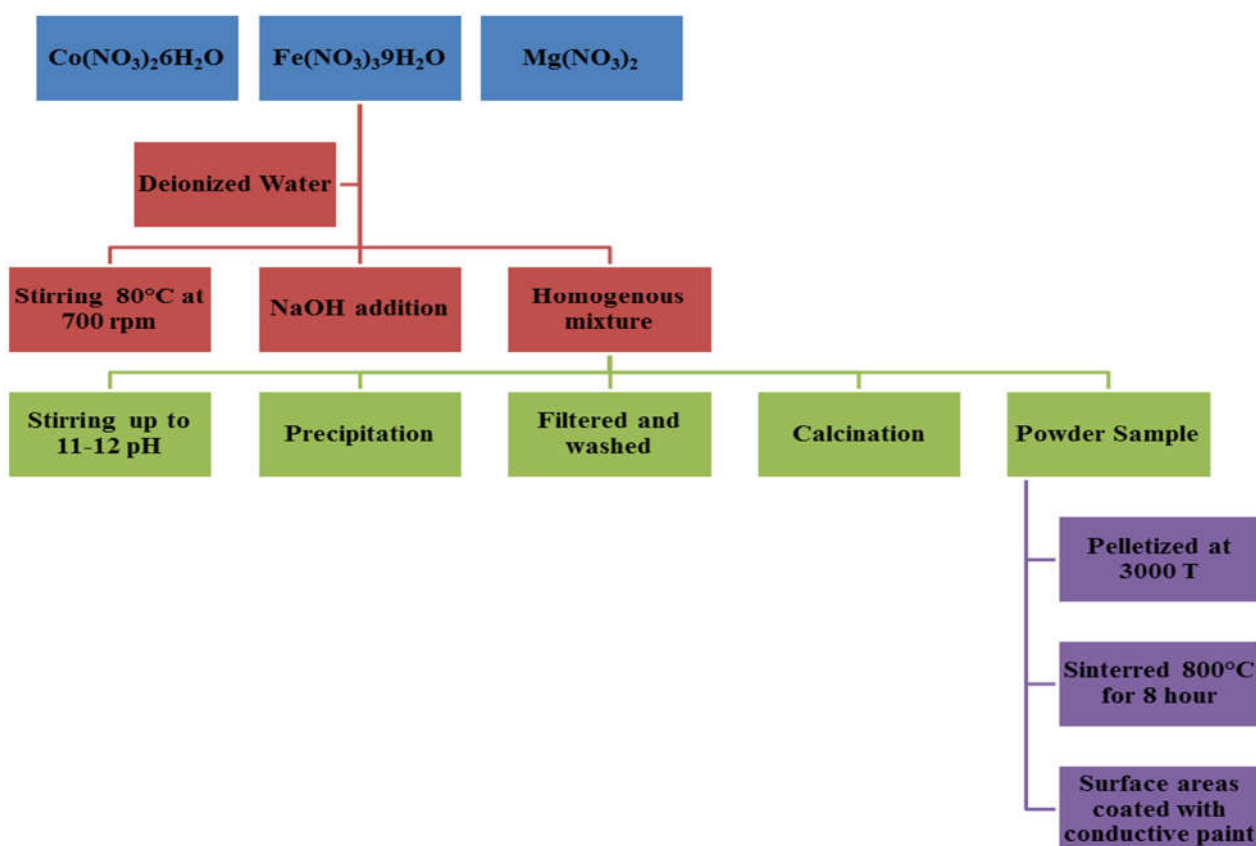 Co(NO₃)₂6H₂O
Fe(NO₃)₃9H₂O
Mg(NO₃)₂
Deionized Water
Stirring 80°C at
700 rpm
NaOH addition
Homogenous
mixture
Stirring up to
11-12 pH
Precipitation
Filtered and
washed
Calcination
Powder Sample
Pelletized at
3000 T
Sinterred 800°C
for 8 hour
Surface areas
coated with
conductive paint